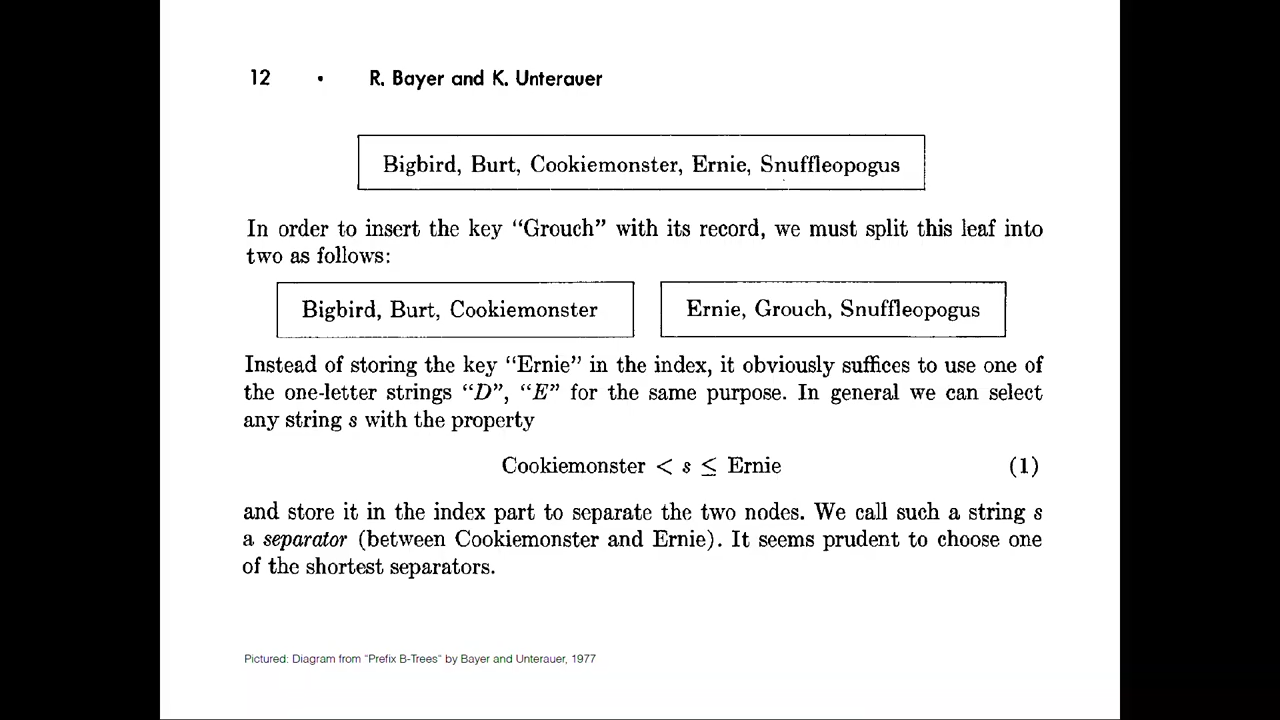 12 • R. Bayer and K. Unterauer
Bigbird, Burt, Cookiemonster, Ernie, Snuffleopogus
In order to insert the key “Grouch” with its record, we must split this leaf into
two as follows:
Bigbird, Burt, Cookiemonster
Ernie, Grouch, Snuffleopogus
Instead of storing the key “Ernie” in the index, it obviously suffices to use one of
the one-letter strings “D”, “E” for the same purpose. In general we can select
any string s with the property
Cookiemonster < s ≤ Ernie (1)
and store it in the index part to separate the two nodes. We call such a string s
a separator (between Cookiemonster and Ernie). It seems prudent to choose one
of the shortest separators.
Pictured: Diagram from "Prefix B-Trees" by Bayer and Unterauer, 1977